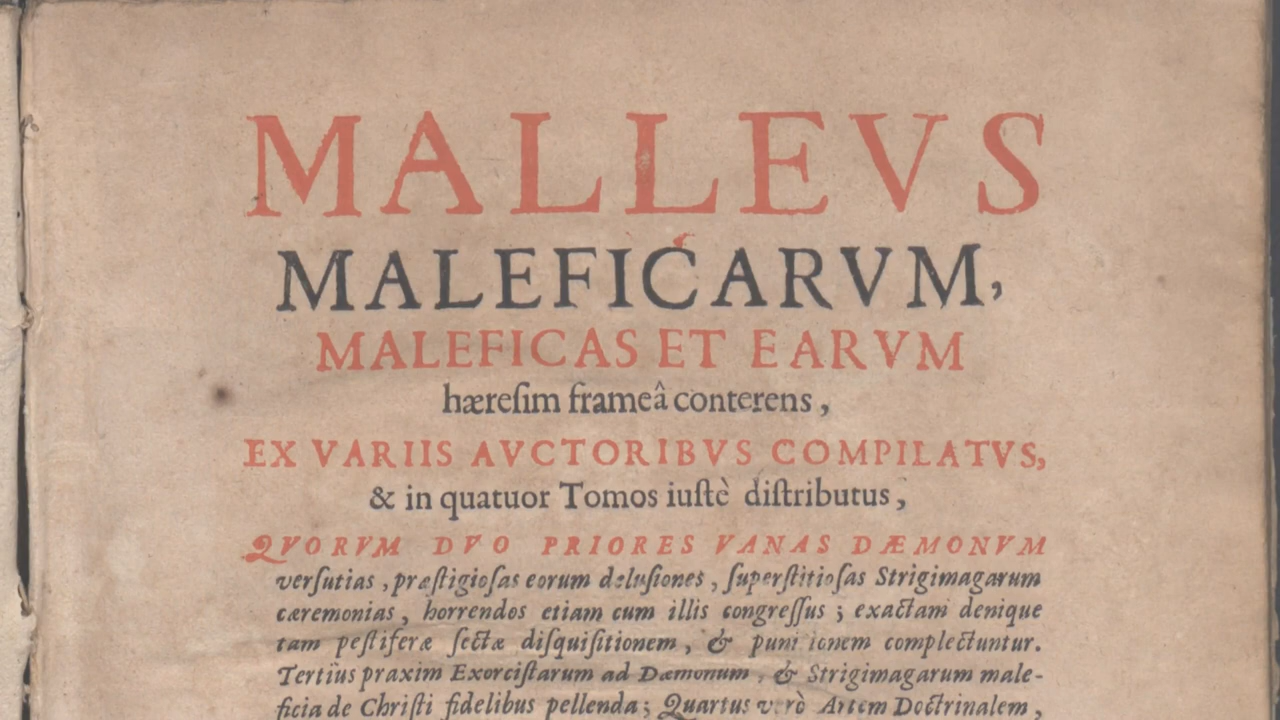 MALLEVS
MALEFICARVM,
MALEFICAS ET EARVM
hæreſim frameâ conterens,
EX VARIIS AVCTORIBVS COMPILATVS,
& in quatuor Tomos iuſtè diſtributus,
QVORVM DVO PRIORES VANAS DÆMONVM
verſutias, præſtigioſas eorum deluſiones, ſuperſtitioſas Strigimagarum
cæremonias, horrendos etiam cum illis congreſſus; exactam denique
tam peſtiferæ ſectæ diſquiſitionem, & punitionem complectuntur.
Tertius praxim Exorciſtarum ad Dæmonum, & Strigimagarum male-
ficia de Chriſti fidelibus pellenda; Quartus verò Artem Doctrinalem,